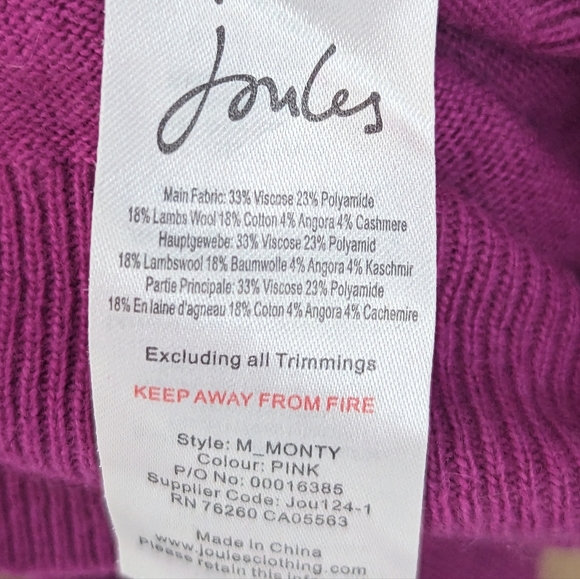 Joules
Main Fabric: 33% Viscose 23% Polyamide
18% Lambs Wool 18% Cotton 4% Angora 4% Cashmere
Hauptgewebe: 33% Viscose 23% Polyamid
18% Lambswool 18% Baumwolle 4% Angora 4% Kaschmir
Partie Principale: 33% Viscose 23% Polyamide
18% En laine d'agneau 18% Coton 4% Angora 4% Cachemire
Excluding all Trimmings
KEEP AWAY FROM FIRE
Style: M_MONTY
Colour: PINK
P/O No: 00016385
Supplier Code: Jou124-1
RN 76260 CA05563
Made in China
www.joulesclothing.com
Please retain this info